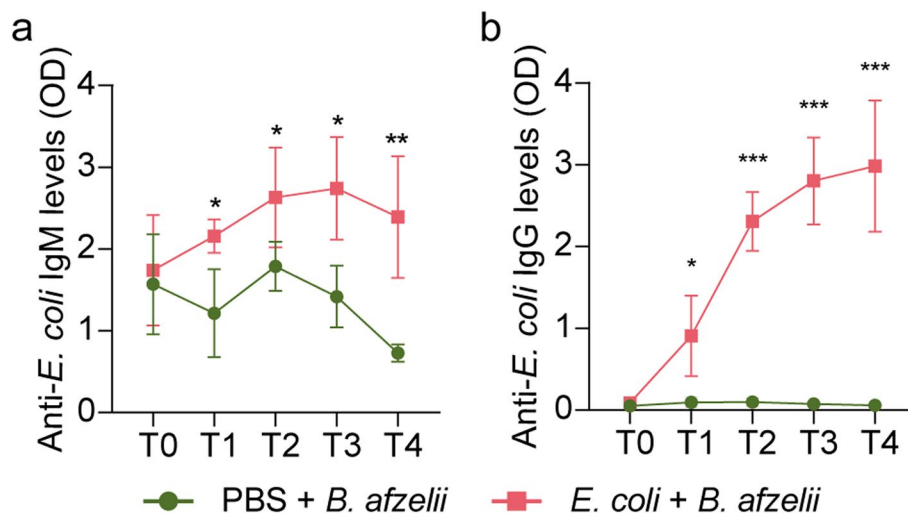 a
Anti-E. coli IgM levels (OD)
4
3
2
1
0
*
*
*
**
T0 T1 T2 T3 T4
b
Anti-E. coli IgG levels (OD)
4
3
2
1
0
*
***
***
***
T0 T1 T2 T3 T4
PBS + B. afzelii
E. coli + B. afzelii